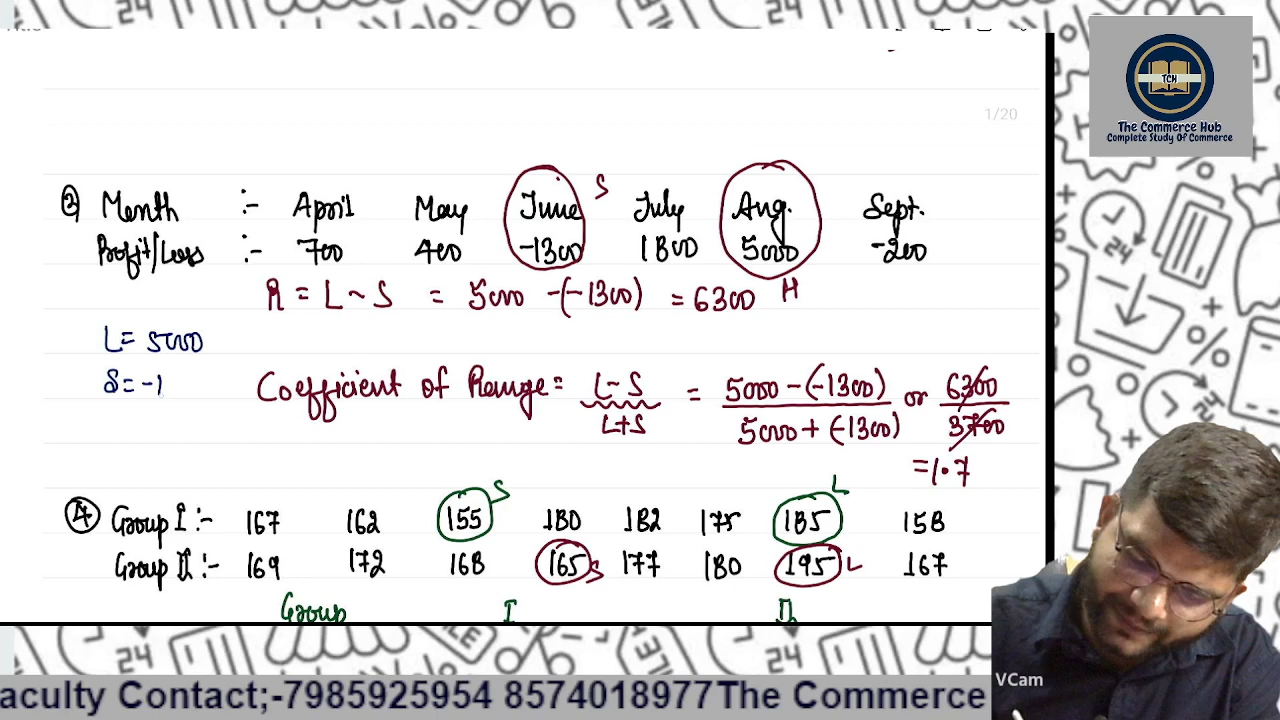 1/20
③ Month :- April May June July Aug. Sept.
S
Profit/Loss :- 700 400 -1300 1800 5000 -200
R = L - S = 5000 -(-1300) = 6300 H
L = 5000
S = -1
Coefficient of Range = L-S / L+S = 5000-(-1300) / 5000+(-1300) or 6300 / 3700
= 1.7
④ Group I :- 167 162 155 S 180 182 175 185 L 158
Group II :- 169 172 168 165 S 177 180 195 L 167
Group I II
TCH
The Commerce Hub
Complete Study Of Commerce
VCam
aculty Contact;-7985925954 8574018977 The Commerce